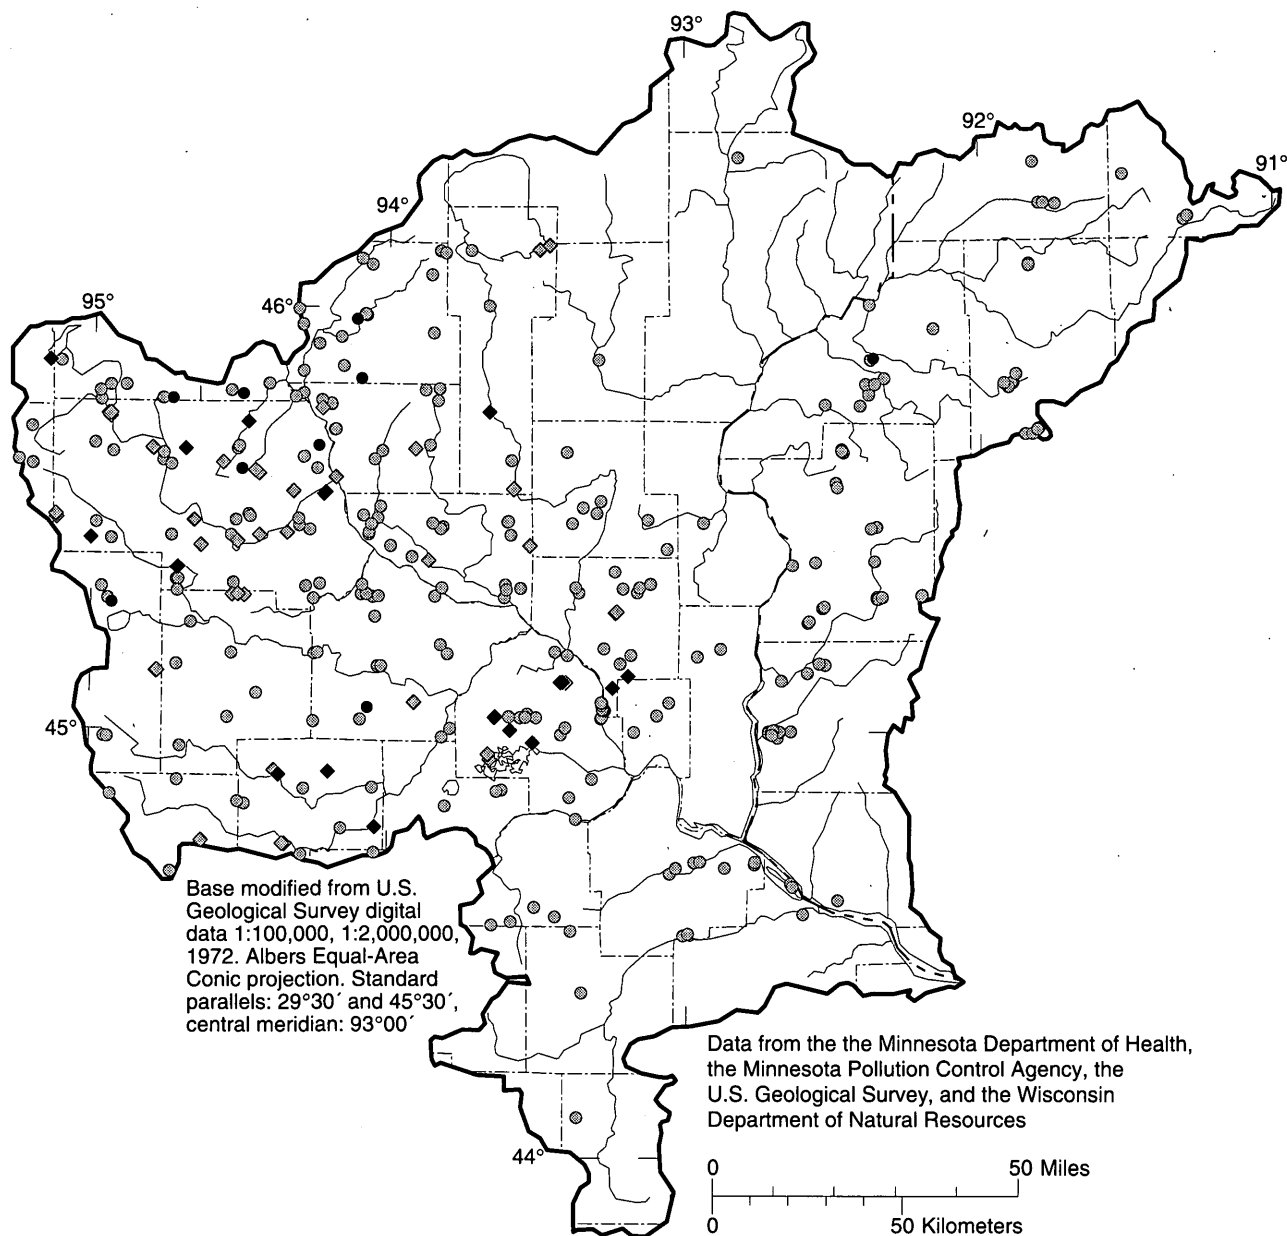 93°
92°
91°
94°
95°
46°
45°
Base modified from U.S.
Geological Survey digital
data 1:100,000, 1:2,000,000,
1972. Albers Equal-Area
Conic projection. Standard
parallels: 29°30´ and 45°30´,
central meridian: 93°00´
Data from the the Minnesota Department of Health,
the Minnesota Pollution Control Agency, the
U.S. Geological Survey, and the Wisconsin
Department of Natural Resources
44°
0 50 Miles
0 50 Kilometers